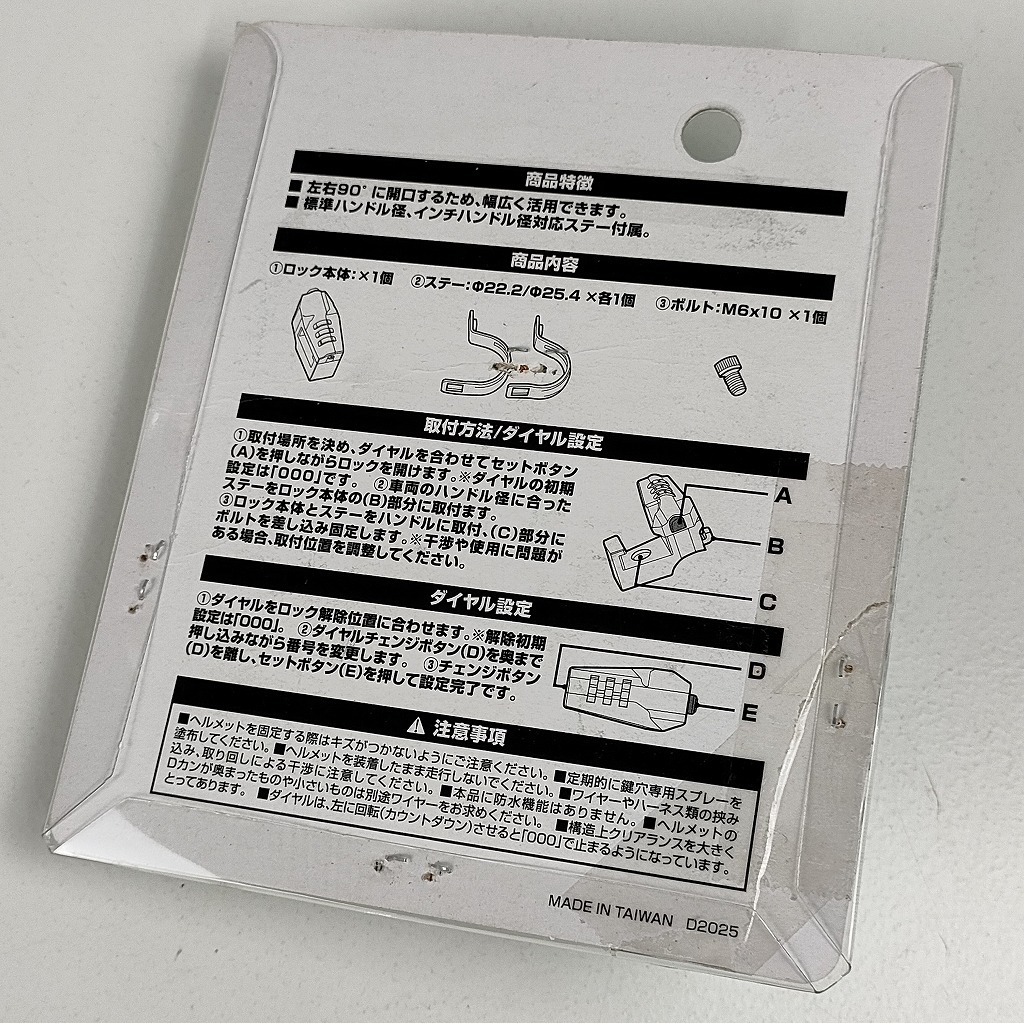 商品特徴
■ 左右90°に開口するため、幅広く活用できます。
■ 標準ハンドル径、インチハンドル径対応ステー付属。
商品内容
①ロック本体:×1個 ②ステー:Φ22.2/Φ25.4 ×各1個 ③ボルト:M6x10 ×1個
取付方法/ダイヤル設定
①取付場所を決め、ダイヤルを合わせてセットボタン
(A)を押しながらロックを開けます。※ダイヤルの初期
設定は「000」です。 ②車両のハンドル径に合った
ステーをロック本体の(B)部分に取付ます。
③ロック本体とステーをハンドルに取付、(C)部分に
ボルトを差し込み固定します。※干渉や使用に問題が
ある場合、取付位置を調整してください。
A
B
C
ダイヤル設定
①ダイヤルをロック解除位置に合わせます。※解除初期
設定は「000」。 ②ダイヤルチェンジボタン(D)を奥まで
押し込みながら番号を変更します。 ③チェンジボタン
(D)を離し、セットボタン(E)を押して設定完了です。
D
E
注意事項
■ヘルメットを固定する際はキズがつかないようにご注意ください。■定期的に鍵穴専用スプレーを
塗布してください。■ヘルメットを装着したまま走行しないでください。■ワイヤーやハーネス類の挟み
込み、取り回しによる干渉に注意してください。■本品に防水機能はありません。■ヘルメットの
ロカンが奥まったものや小さいものは別途ワイヤーをお求めください。■構造上クリアランスを大きく
とってあります。 ■ダイヤルは、左に回転(カウントダウン)させると「000」で止まるようになっています。
MADE IN TAIWAN D2025